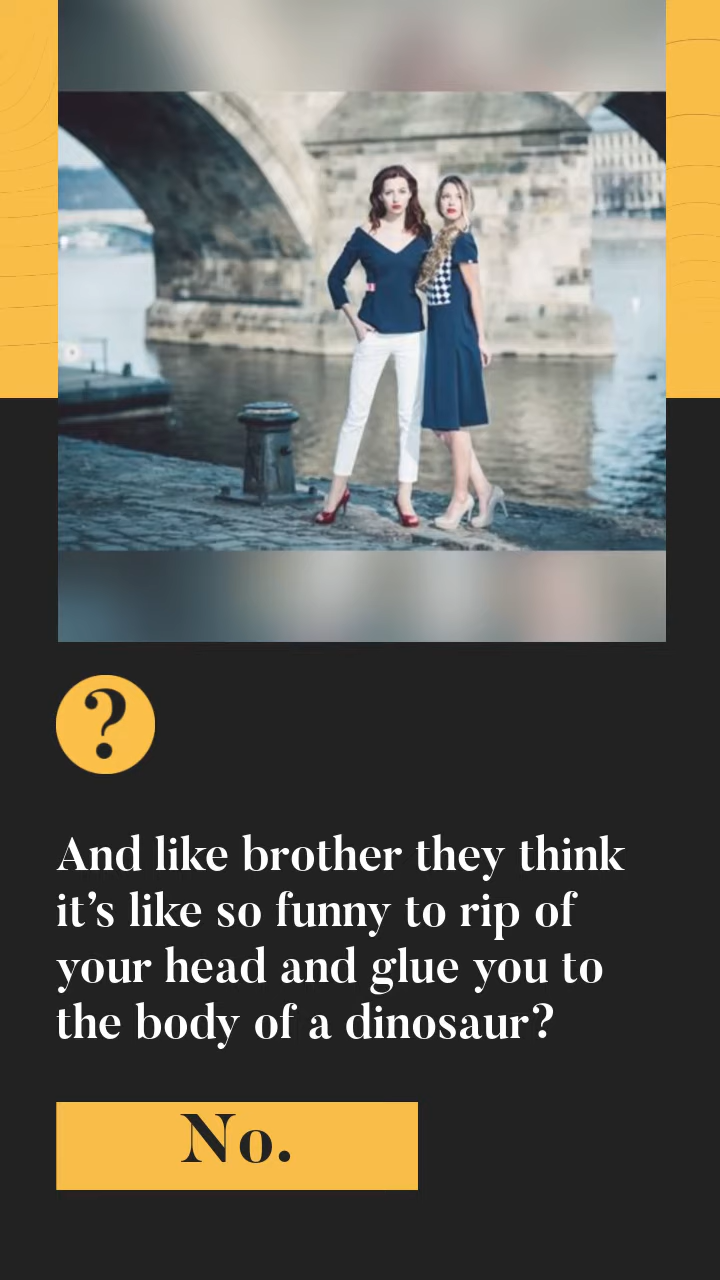 ?
And like brother they think
it’s like so funny to rip of
your head and glue you to
the body of a dinosaur?
No.